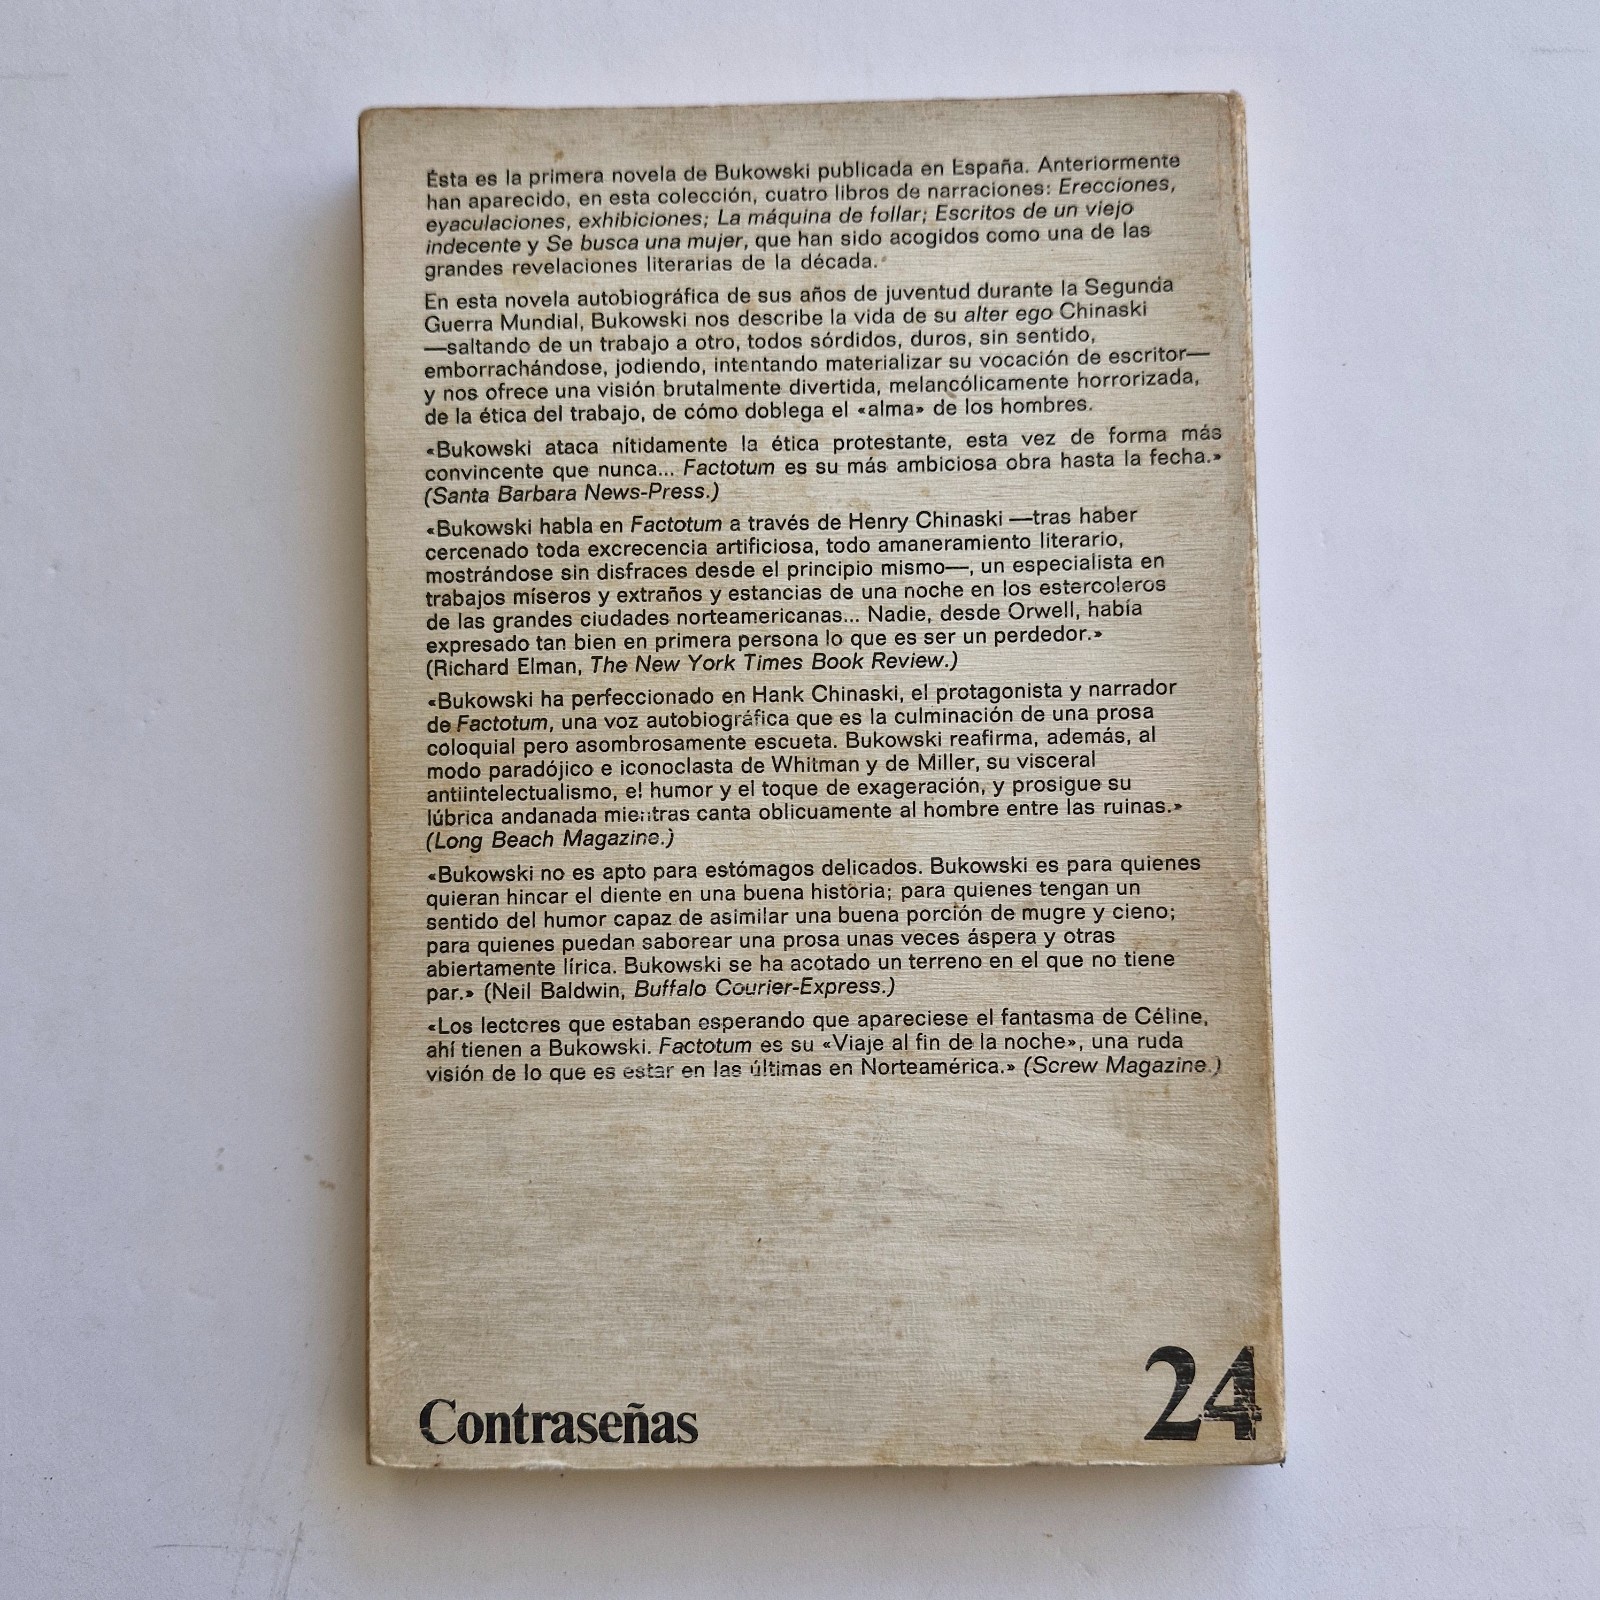 Ésta es la primera novela de Bukowski publicada en España. Anteriormente
han aparecido, en esta colección, cuatro libros de narraciones: Erecciones,
eyaculaciones, exhibiciones; La máquina de follar; Escritos de un viejo
indecente y Se busca una mujer, que han sido acogidos como una de las
grandes revelaciones literarias de la década.
En esta novela autobiográfica de sus años de juventud durante la Segunda
Guerra Mundial, Bukowski nos describe la vida de su alter ego Chinaski
—saltando de un trabajo a otro, todos sórdidos, duros, sin sentido,
emborrachándose, jodiendo, intentando materializar su vocación de escritor—
y nos ofrece una visión brutalmente divertida, melancólicamente horrorizada,
de la ética del trabajo, de cómo doblega el «alma» de los hombres.
«Bukowski ataca nítidamente la ética protestante, esta vez de forma más
convincente que nunca... Factotum es su más ambiciosa obra hasta la fecha.»
(Santa Barbara News-Press.)
«Bukowski habla en Factotum a través de Henry Chinaski —tras haber
cercenado toda excrecencia artificiosa, todo amaneramiento literario,
mostrándose sin disfraces desde el principio mismo—, un especialista en
trabajos míseros y extraños y estancias de una noche en los estercoleros
de las grandes ciudades norteamericanas... Nadie, desde Orwell, había
expresado tan bien en primera persona lo que es ser un perdedor.»
(Richard Elman, The New York Times Book Review.)
«Bukowski ha perfeccionado en Hank Chinaski, el protagonista y narrador
de Factotum, una voz autobiográfica que es la culminación de una prosa
coloquial pero asombrosamente escueta. Bukowski reafirma, además, al
modo paradójico e iconoclasta de Whitman y de Miller, su visceral
antiintelectualismo, el humor y el toque de exageración, y prosigue su
lúbrica andanada mientras canta oblicuamente al hombre entre las ruinas.»
(Long Beach Magazine.)
«Bukowski no es apto para estómagos delicados. Bukowski es para quienes
quieran hincar el diente en una buena historia; para quienes tengan un
sentido del humor capaz de asimilar una buena porción de mugre y cieno;
para quienes puedan saborear una prosa unas veces áspera y otras
abiertamente lírica. Bukowski se ha acotado un terreno en el que no tiene
par.» (Neil Baldwin, Buffalo Courier-Express.)
«Los lectores que estaban esperando que apareciese el fantasma de Céline,
ahí tienen a Bukowski. Factotum es su «Viaje al fin de la noche», una ruda
visión de lo que es estar en las últimas en Norteamérica.» (Screw Magazine.)
Contraseñas
24